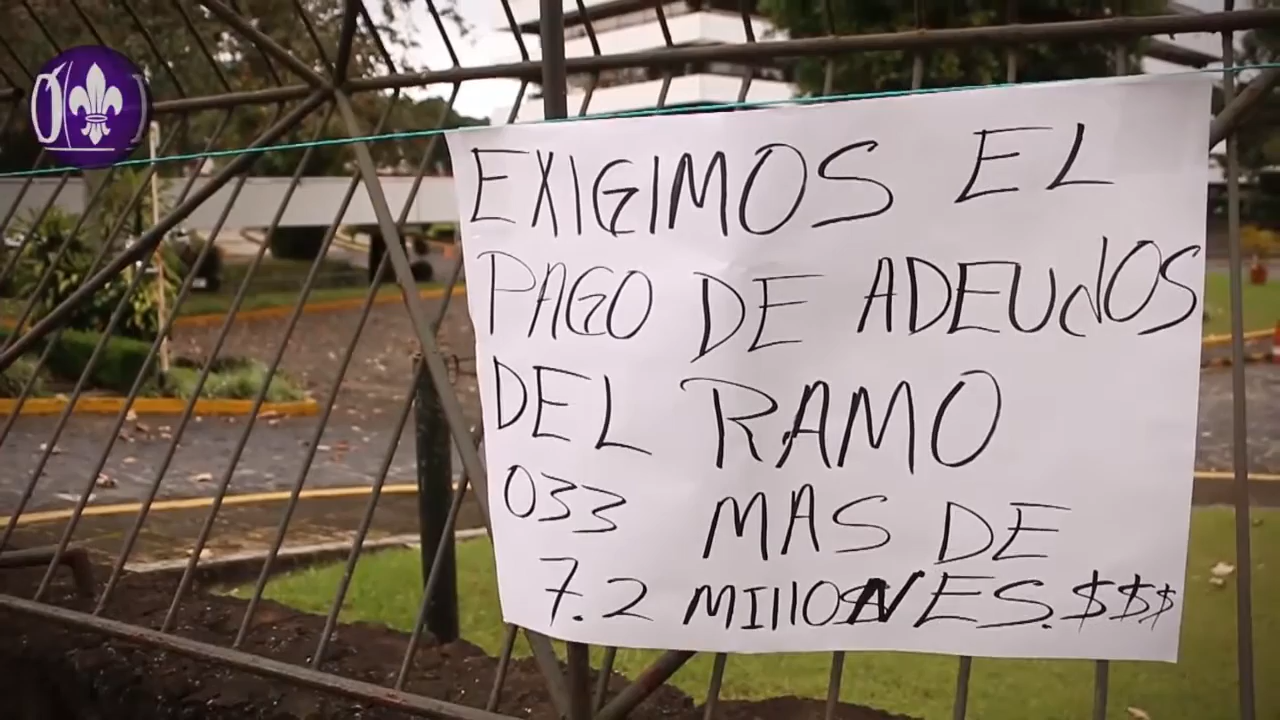 EXIGIMOS EL
PAGO DE ADEUdOS
DEL RAMO
033 MAS DE
7.2 MIllONES.$$$